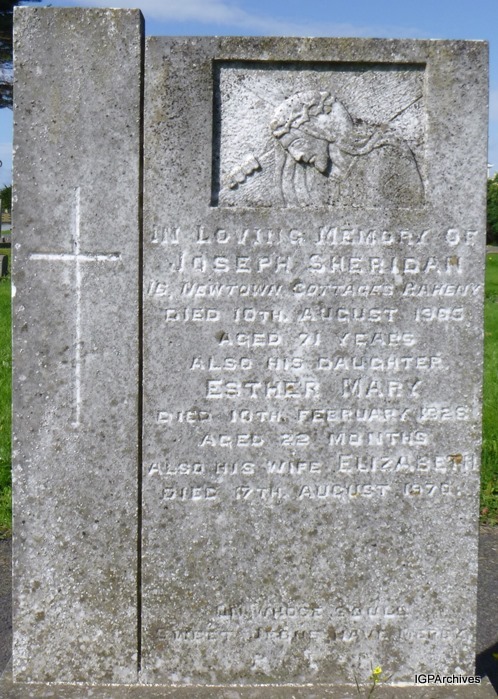 IN LOVING MEMORY OF
JOSEPH SHERIDAN
16, NEWTOWN COTTAGES RAHENY
DIED 10TH. AUGUST 1965
AGED 71 YEARS
ALSO HIS DAUGHTER
ESTHER MARY
DIED 10TH. FEBRUARY 1928
AGED 22 MONTHS
ALSO HIS WIFE ELIZABETH
DIED 17TH. AUGUST 1976.
ON WHOSE SOULS
SWEET HAVE MERCY.
IGPArchives